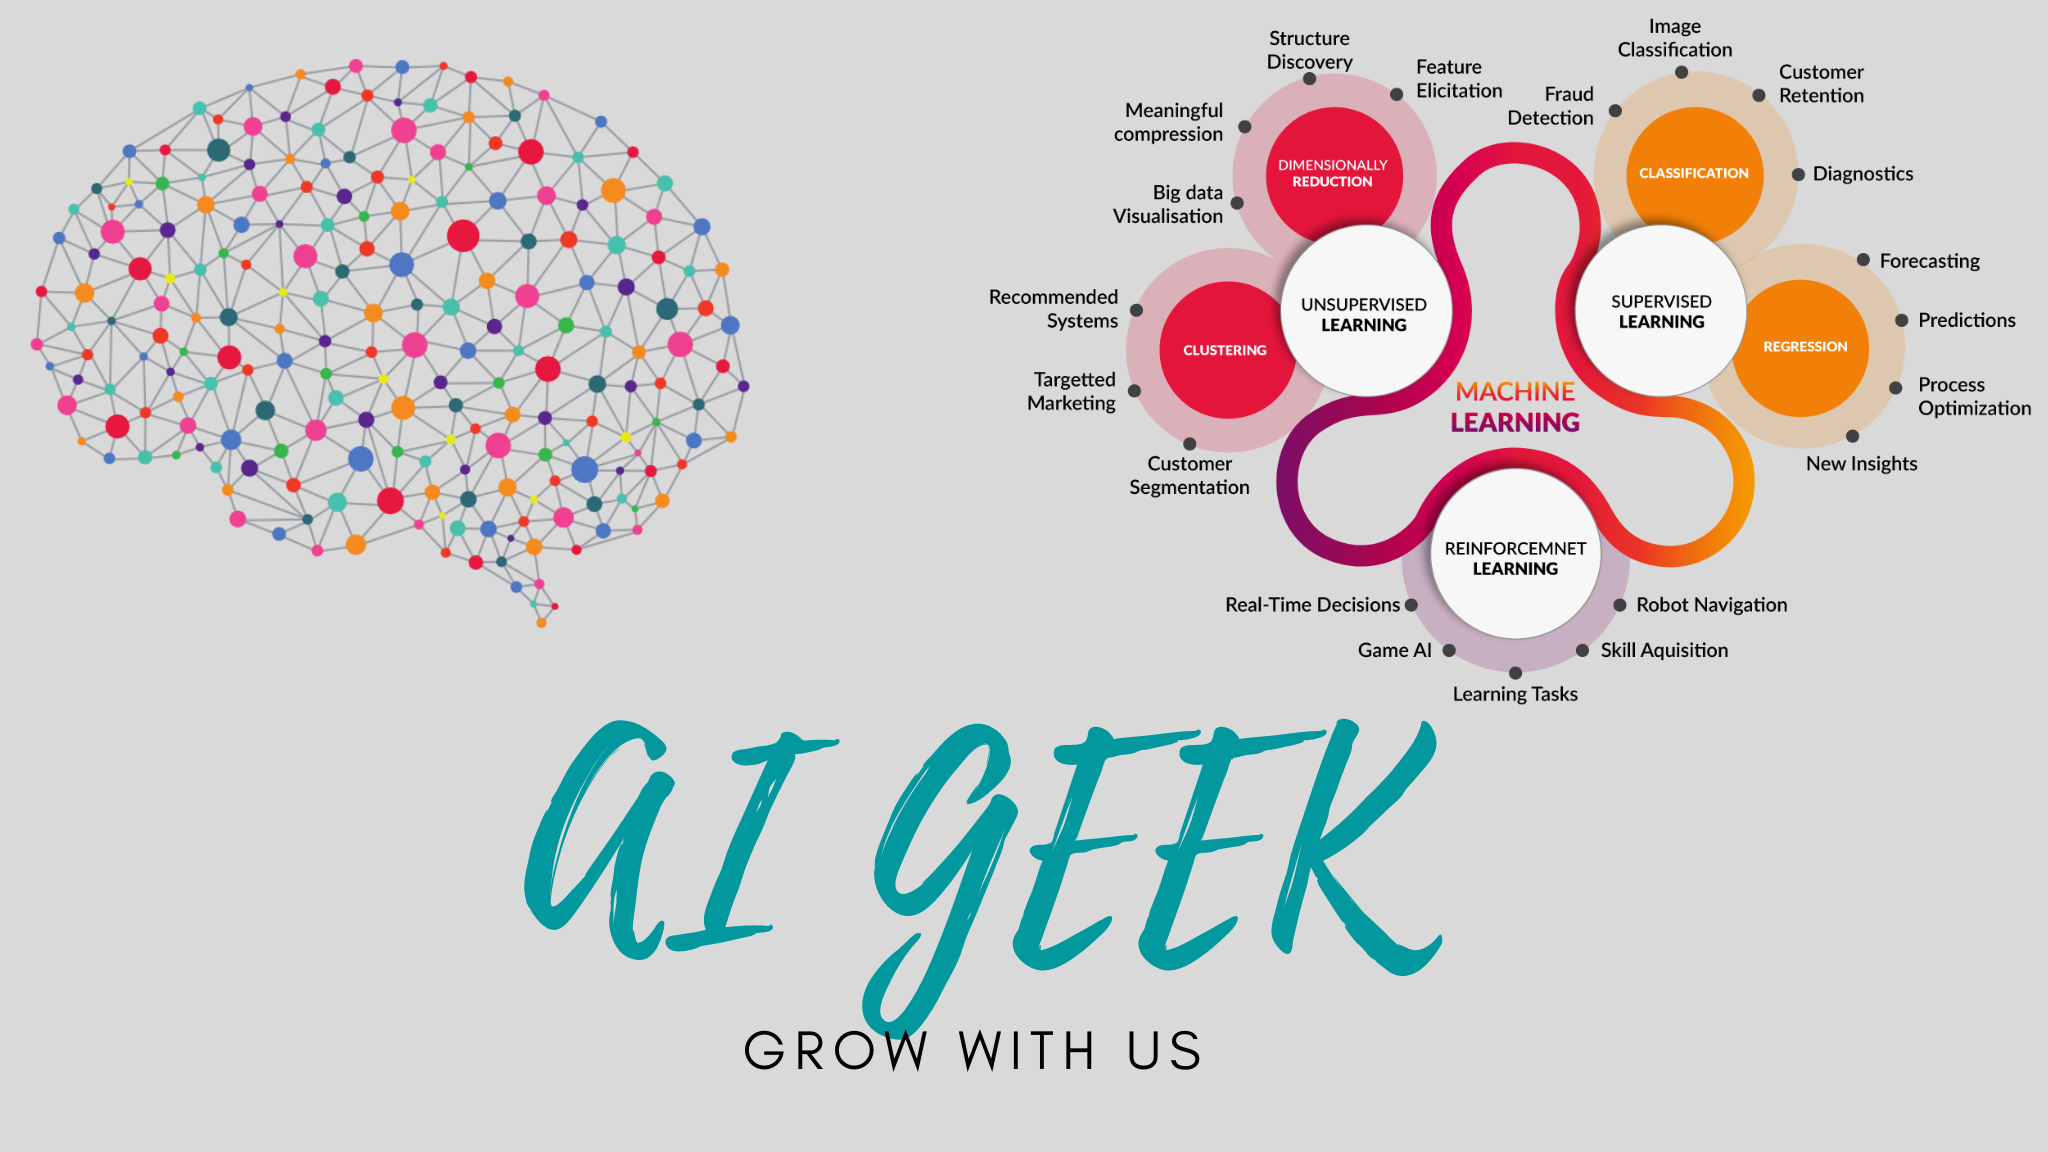 Structure
Discovery
Feature
Elicitation
Meaningful
compression
Big data
Visualisation
DIMENSIONALLY
REDUCTION
Recommended
Systems
Targetted
Marketing
Customer
Segmentation
CLUSTERING
UNSUPERVISED
LEARNING
Image
Classification
Customer
Retention
Fraud
Detection
Diagnostics
CLASSIFICATION
SUPERVISED
LEARNING
Forecasting
Predictions
Process
Optimization
New Insights
REGRESSION
MACHINE
LEARNING
REINFORCEMNET
LEARNING
Real-Time Decisions
Game AI
Learning Tasks
Skill Aquisition
Robot Navigation
AI GEEK
GROW WITH US